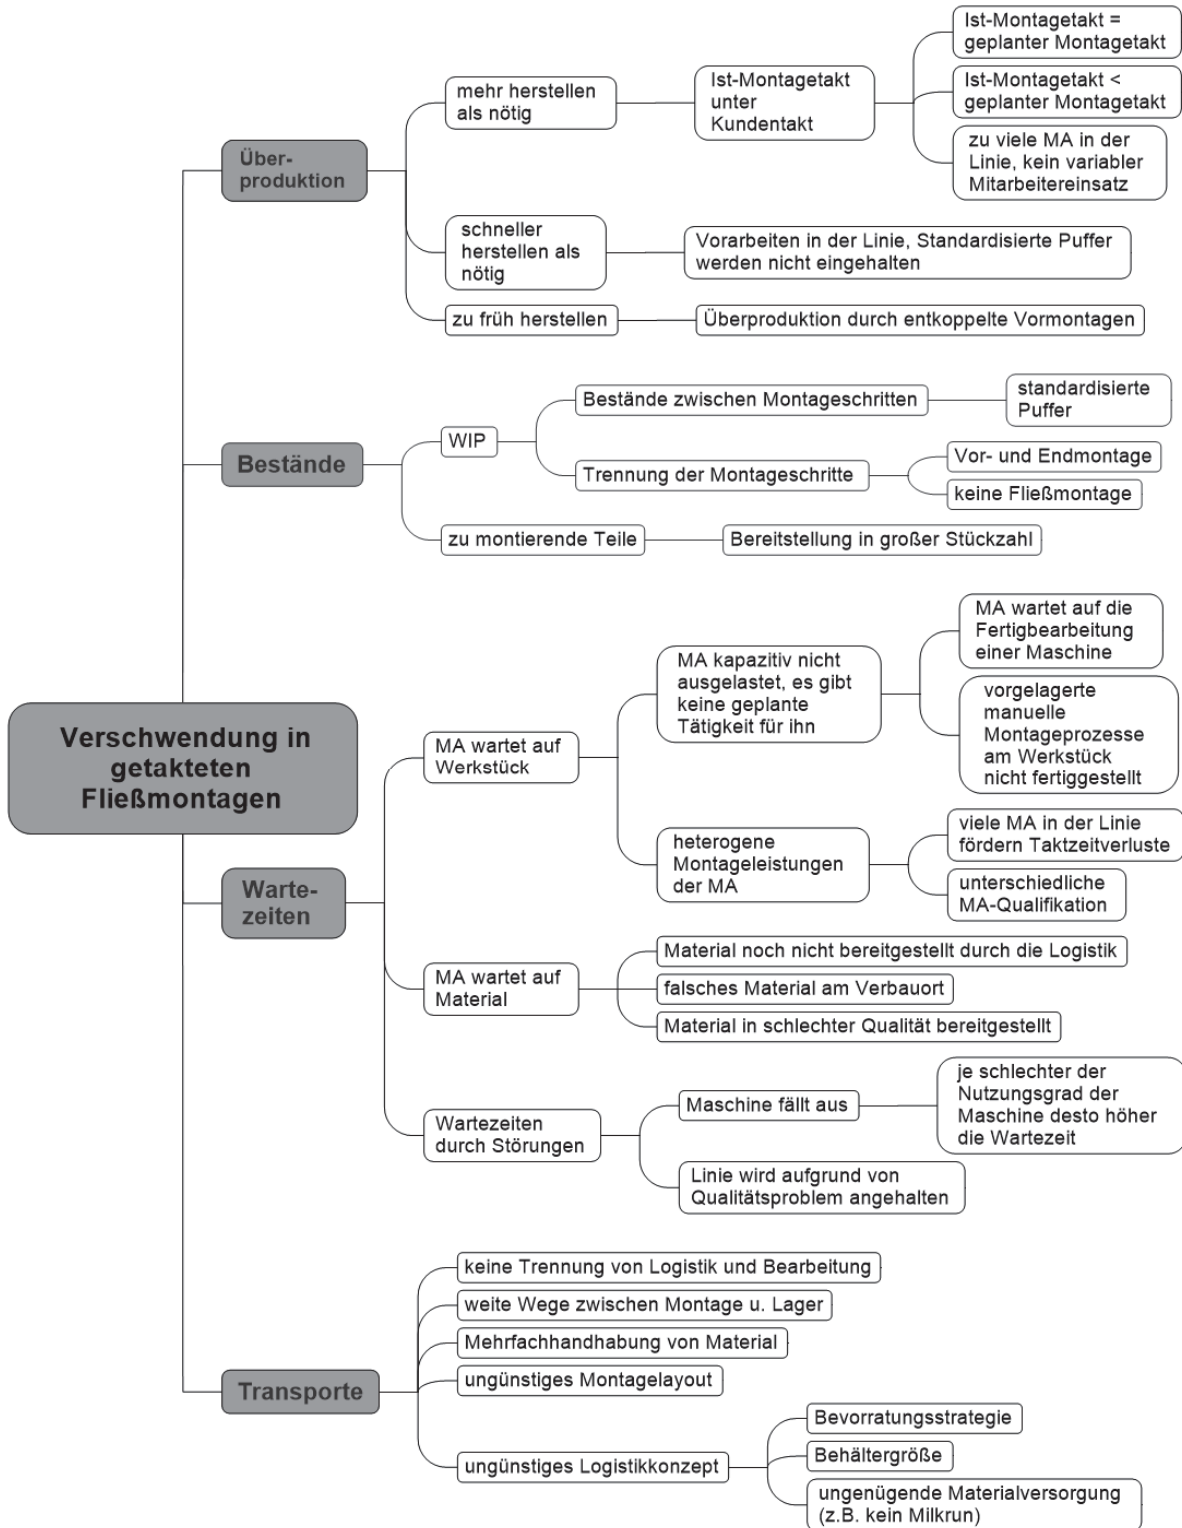 Verschwendung in
getakteten
Fließmontagen
Über-
produktion
mehr herstellen
als nötig
Ist-Montagetakt
unter
Kundentakt
Ist-Montagetakt =
geplanter Montagetakt
Ist-Montagetakt <
geplanter Montagetakt
zu viele MA in der
Linie, kein variabler
Mitarbeitereinsatz
schneller
herstellen als
nötig
Vorarbeiten in der Linie, Standardisierte Puffer
werden nicht eingehalten
zu früh herstellen
Überproduktion durch entkoppelte Vormontagen
Bestände
WIP
Bestände zwischen Montageschritten
standardisierte
Puffer
Trennung der Montageschritte
Vor- und Endmontage
keine Fließmontage
zu montierende Teile
Bereitstellung in großer Stückzahl
Warte-
zeiten
MA wartet auf
Werkstück
MA kapazitiv nicht
ausgelastet, es gibt
keine geplante
Tätigkeit für ihn
MA wartet auf die
Fertigbearbeitung
einer Maschine
vorgelagerte
manuelle
Montageprozesse
am Werkstück
nicht fertiggestellt
heterogene
Montageleistungen
der MA
viele MA in der Linie
fördern Taktzeitverluste
unterschiedliche
MA-Qualifikation
MA wartet auf
Material
Material noch nicht bereitgestellt durch die Logistik
falsches Material am Verbauort
Material in schlechter Qualität bereitgestellt
Wartezeiten
durch Störungen
Maschine fällt aus
je schlechter der
Nutzungsgrad der
Maschine desto höher
die Wartezeit
Linie wird aufgrund von
Qualitätsproblem angehalten
Transporte
keine Trennung von Logistik und Bearbeitung
weite Wege zwischen Montage u. Lager
Mehrfachhandhabung von Material
ungünstiges Montagelayout
ungünstiges Logistikkonzept
Bevorratungsstrategie
Behältergröße
ungenügende Materialversorgung
(z.B. kein Milkrun)